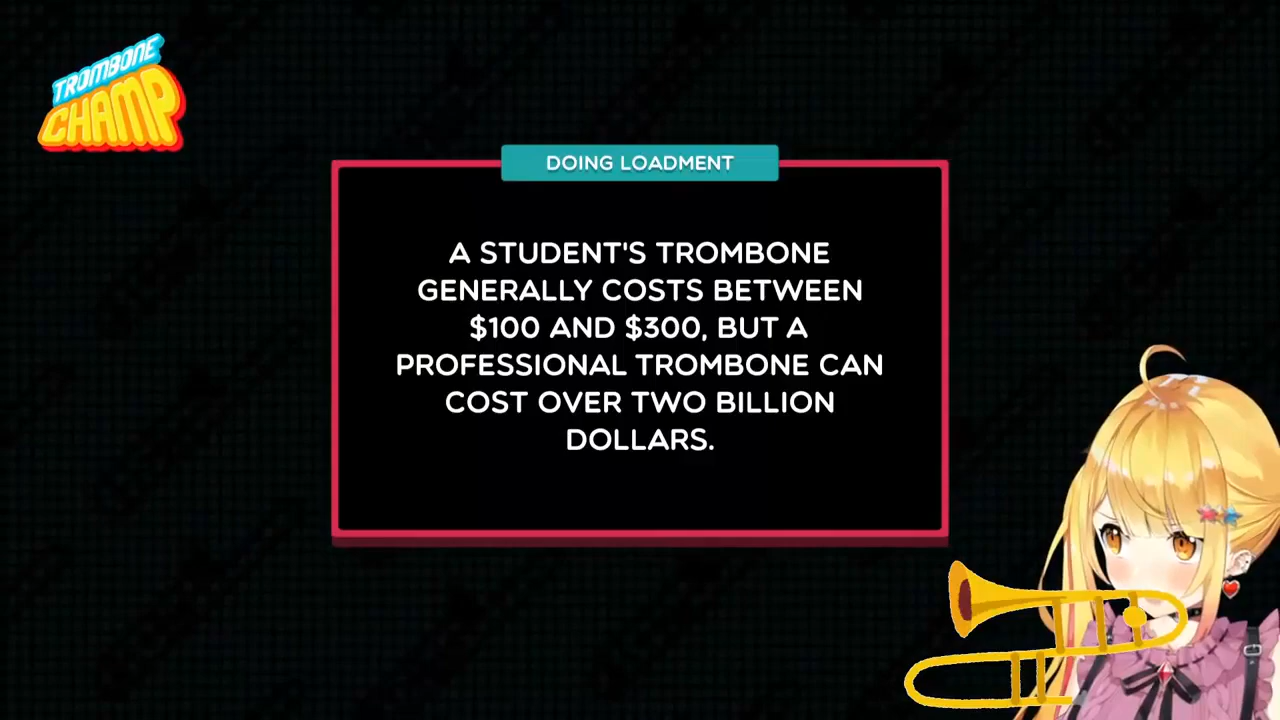 TROMBONE
CHAMP
DOING LOADMENT
A STUDENT'S TROMBONE
GENERALLY COSTS BETWEEN
$100 AND $300, BUT A
PROFESSIONAL TROMBONE CAN
COST OVER TWO BILLION
DOLLARS.